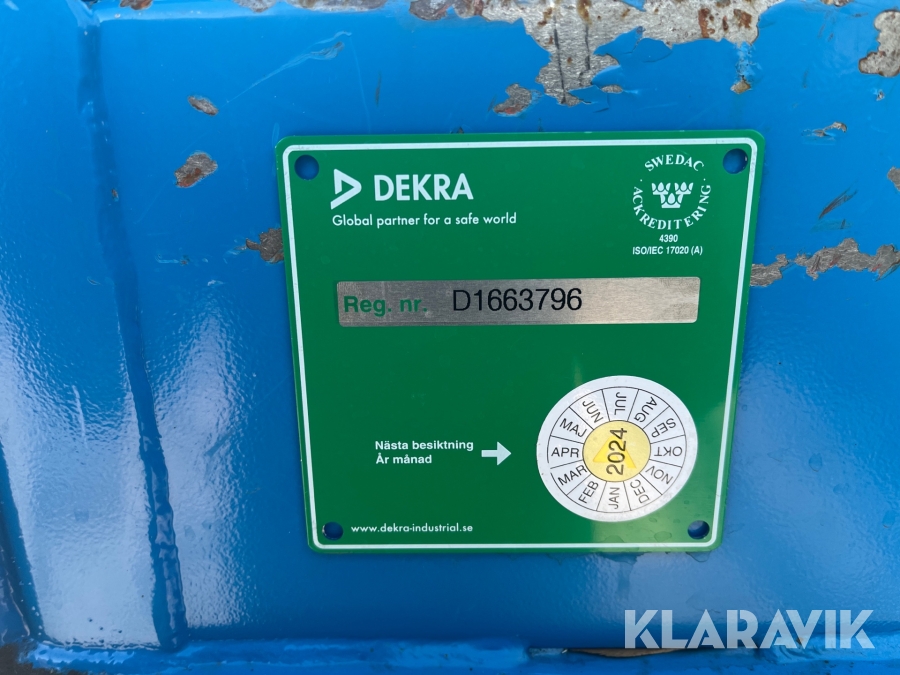 DEKRA
Global partner for a safe world
SWEDAC
ACKREDITERING
4390
ISO/IEC 17020 (A)
Reg. nr. D1663796
Nästa besiktning
År månad
JAN
FEB
MAR
APR
MAJ
JUN
JUL
AUG
SEP
OKT
NOV
DEC
2024
www.dekra-industrial.se
KLARAVIK